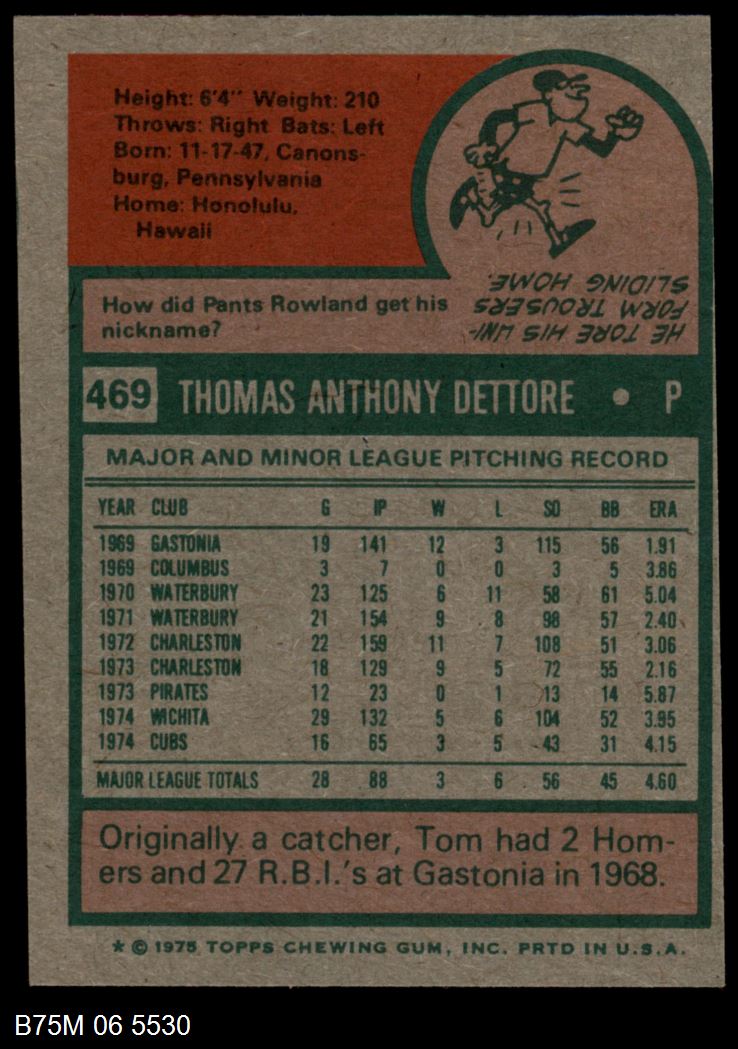 Height: 6'4" Weight: 210
Throws: Right Bats: Left
Born: 11-17-47, Canons-
burg, Pennsylvania
Home: Honolulu,
Hawaii
How did Pants Rowland get his
nickname?
HE TORE HIS UNI-
FORM TROUSERS
SLIDING HOME.
469 THOMAS ANTHONY DETTORE • P
MAJOR AND MINOR LEAGUE PITCHING RECORD
YEAR CLUB G IP W L SO BB ERA
1969 GASTONIA 19 141 12 3 115 56 1.91
1969 COLUMBUS 3 7 0 0 3 5 3.86
1970 WATERBURY 23 125 6 11 58 61 5.04
1971 WATERBURY 21 154 9 8 98 57 2.40
1972 CHARLESTON 22 159 11 7 108 51 3.06
1973 CHARLESTON 18 129 9 5 72 55 2.16
1973 PIRATES 12 23 0 1 13 14 5.87
1974 WICHITA 29 132 5 6 104 52 3.95
1974 CUBS 16 65 3 5 43 31 4.15
MAJOR LEAGUE TOTALS 28 88 3 6 56 45 4.60
Originally a catcher, Tom had 2 Hom-
ers and 27 R.B.I.'s at Gastonia in 1968.
* © 1975 TOPPS CHEWING GUM, INC. PRTD IN U.S.A.
B75M 06 5530